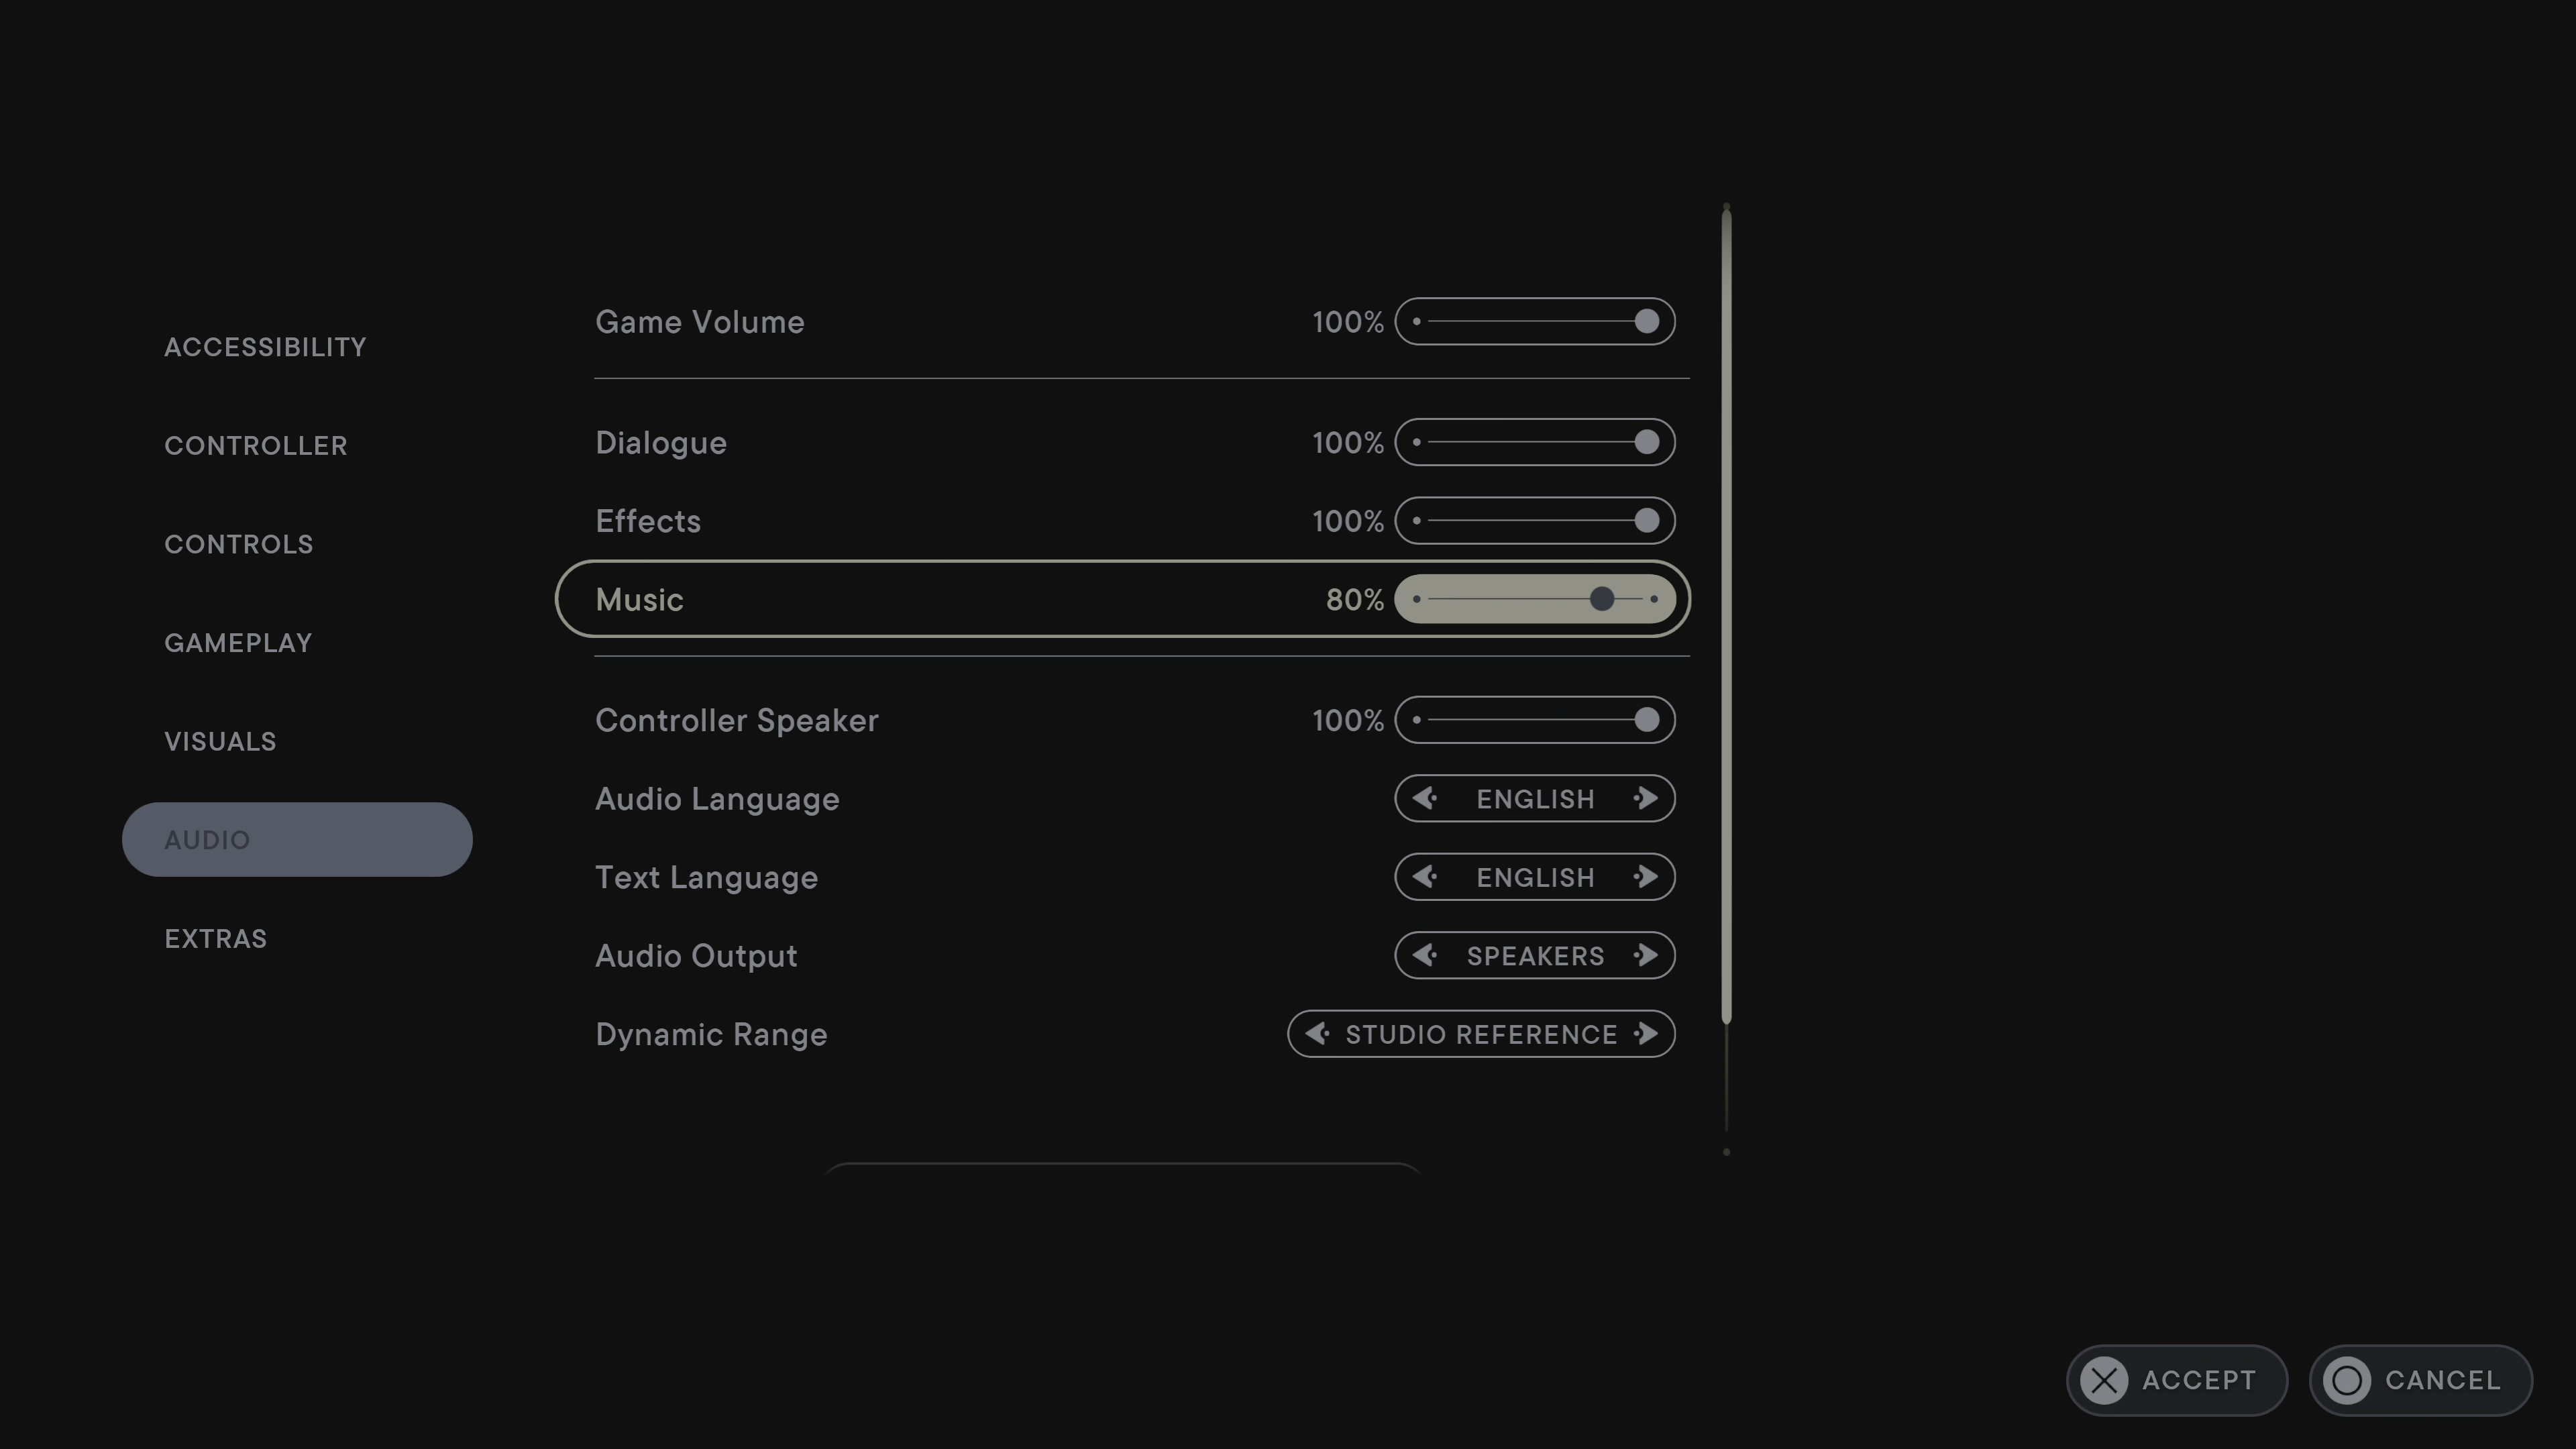 ACCESSIBILITY
CONTROLLER
CONTROLS
GAMEPLAY
VISUALS
AUDIO
EXTRAS
Game Volume 100%
Dialogue 100%
Effects 100%
Music 80%
Controller Speaker 100%
Audio Language ENGLISH
Text Language ENGLISH
Audio Output SPEAKERS
Dynamic Range STUDIO REFERENCE
ACCEPT CANCEL